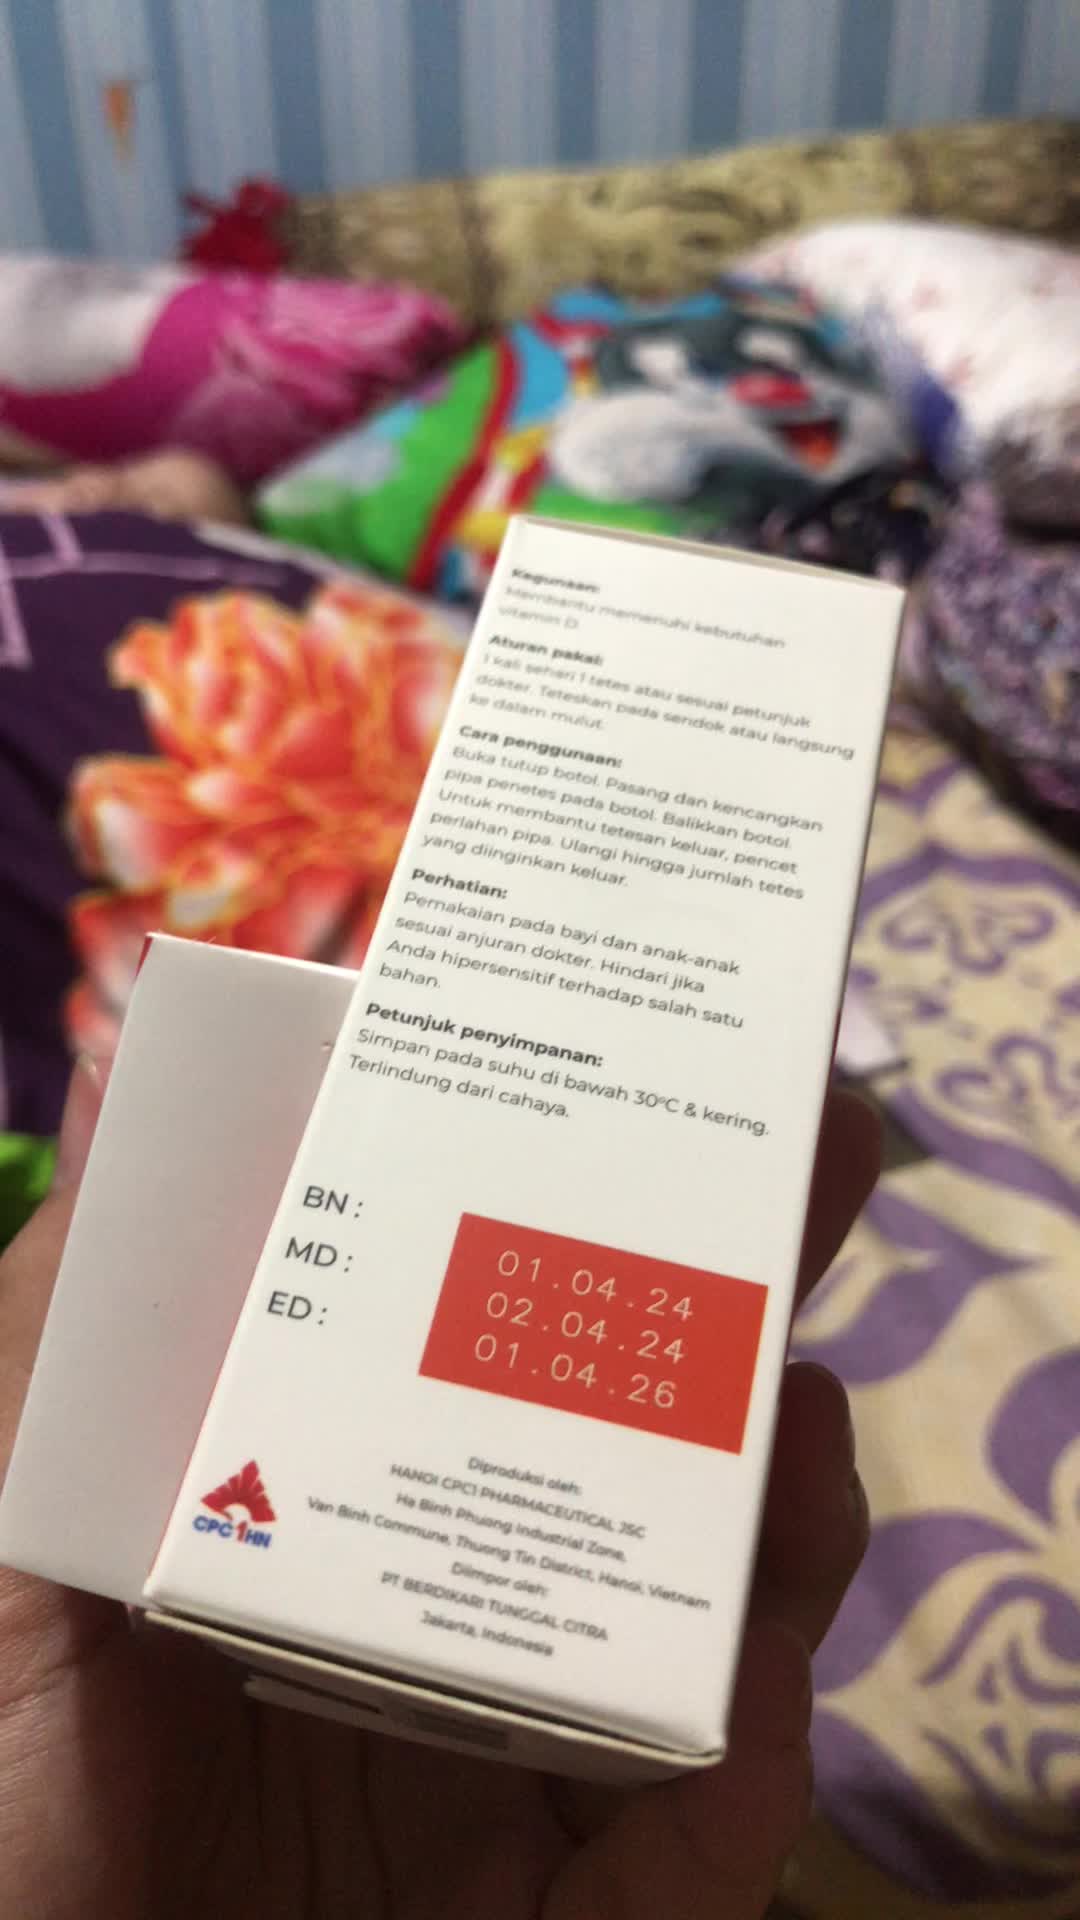 Kegunaan:
Membantu memenuhi kebutuhan
vitamin D
Aturan pakai:
1 kali sehari 1 tetes atau sesuai petunjuk
dokter. Teteskan pada sendok atau langsung
ke dalam mulut.
Cara penggunaan:
Buka tutup botol. Pasang dan kencangkan
pipa penetes pada botol. Balikkan botol.
Untuk membantu tetesan keluar, pencet
perlahan pipa. Ulangi hingga jumlah tetes
yang diinginkan keluar.
Perhatian:
Pemakaian pada bayi dan anak-anak
sesuai anjuran dokter. Hindari jika
Anda hipersensitif terhadap salah satu
bahan.
Petunjuk penyimpanan:
Simpan pada suhu di bawah 30°C & kering.
Terlindung dari cahaya.
BN : 01.04.24
MD : 02.04.24
ED : 01.04.26
CPC1HN
Diproduksi oleh:
HANOI CPC1 PHARMACEUTICAL JSC
Ha Binh Phuong Industrial Zone,
Van Binh Commune, Thuong Tin District, Hanoi, Vietnam
Diimpor oleh:
PT BERDIKARI TUNGGAL CITRA
Jakarta, Indonesia